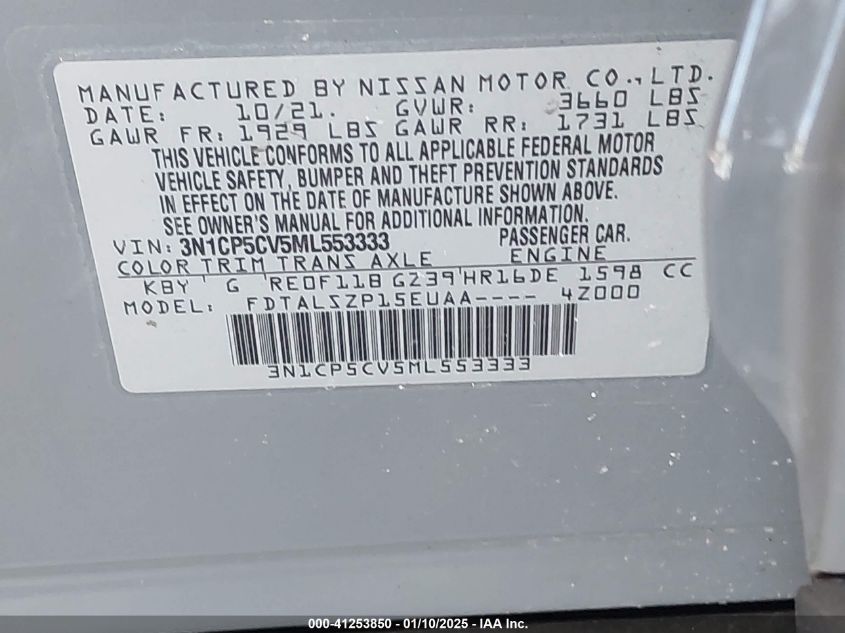 MANUFACTURED BY NISSAN MOTOR CO., LTD.
DATE: 10/21. GVWR: 3660 LBS
GAWR FR: 1929 LBS GAWR RR: 1731 LBS
THIS VEHICLE CONFORMS TO ALL APPLICABLE FEDERAL MOTOR
VEHICLE SAFETY, BUMPER AND THEFT PREVENTION STANDARDS
IN EFFECT ON THE DATE OF MANUFACTURE SHOWN ABOVE.
SEE OWNER'S MANUAL FOR ADDITIONAL INFORMATION.
VIN: 3N1CP5CV5ML553333 PASSENGER CAR.
COLOR TRIM TRANS AXLE ENGINE
KBY G RE0F11B GZ39 HR16DE 1598 CC
MODEL: FDTALSZP15EUAA---- 4Z000
3N1CP5CV5ML553333
000-41253850 - 01/10/2025 - IAA Inc.